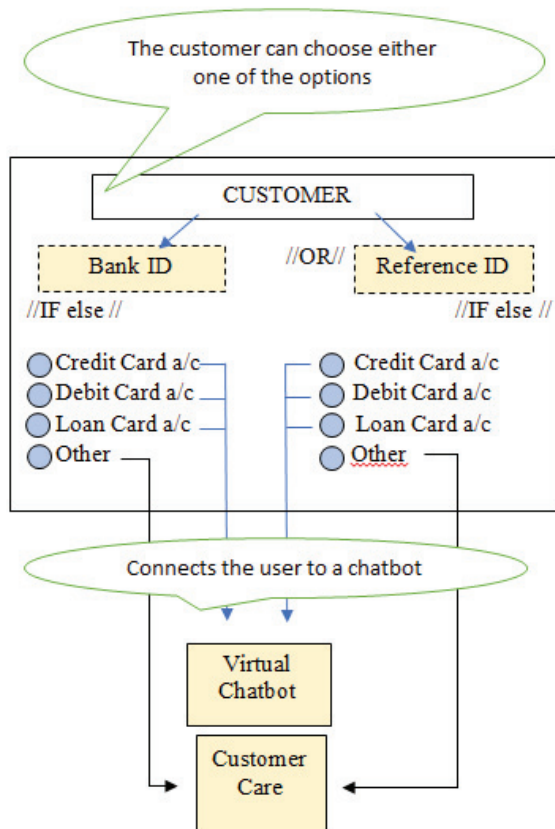 The customer can choose either
one of the options
CUSTOMER
Bank ID
//OR//
Reference ID
//IF else //
//IF else //
Credit Card a/c
Debit Card a/c
Loan Card a/c
Other
Credit Card a/c
Debit Card a/c
Loan Card a/c
Other
Connects the user to a chatbot
Virtual
Chatbot
Customer
Care